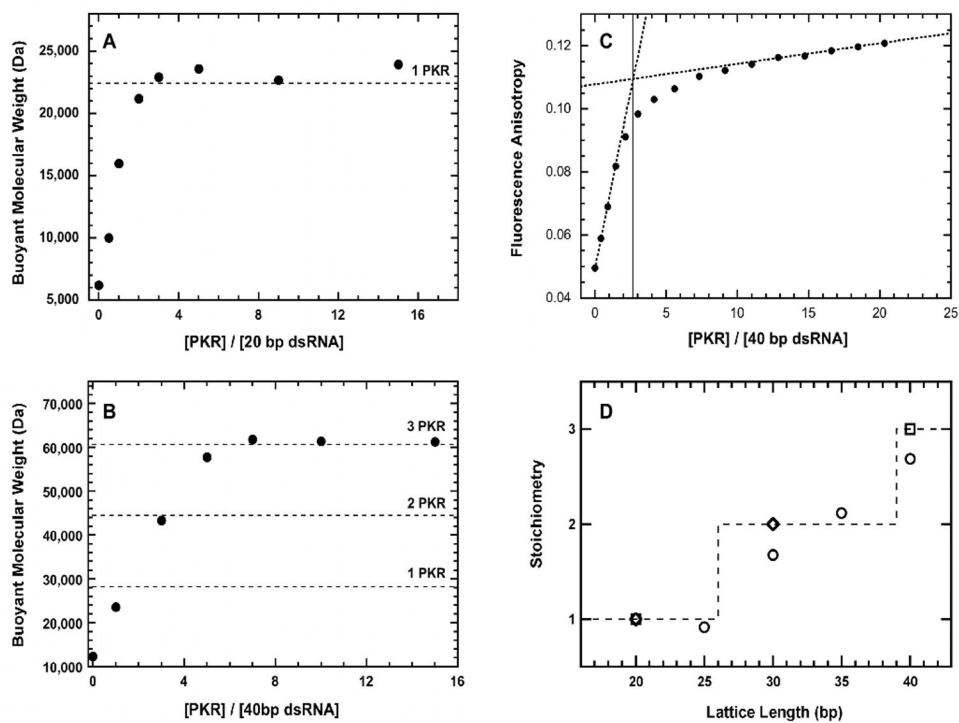 A
Buoyant Molecular Weight (Da)
25,000
20,000
15,000
10,000
5,000
1 PKR
0 4 8 12 16
[PKR] / [20 bp dsRNA]
C
Fluorescence Anisotropy
0.12
0.10
0.08
0.06
0.04
0 5 10 15 20 25
[PKR] / [40 bp dsRNA]
B
Buoyant Molecular Weight (Da)
70,000
60,000
50,000
40,000
30,000
20,000
10,000
3 PKR
2 PKR
1 PKR
0 4 8 12 16
[PKR] / [40bp dsRNA]
D
Stoichiometry
3
2
1
20 25 30 35 40
Lattice Length (bp)